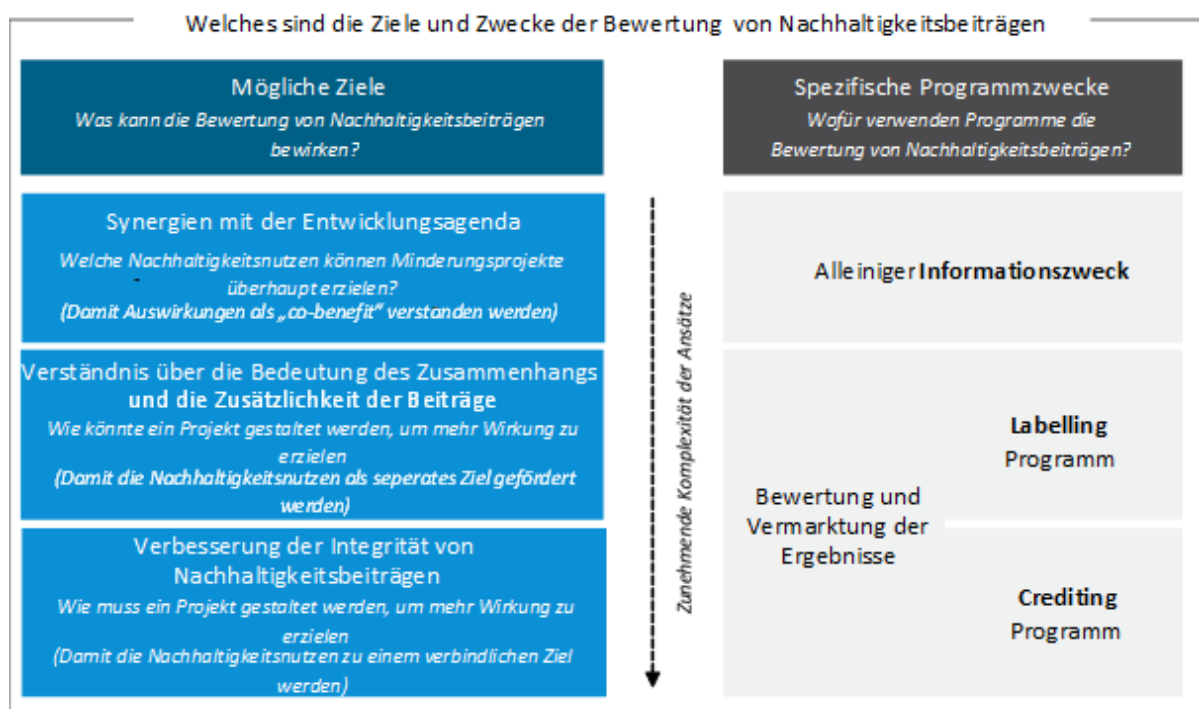 Welches sind die Ziele und Zwecke der Bewertung von Nachhaltigkeitsbeiträgen
Mögliche Ziele
Was kann die Bewertung von Nachhaltigkeitsbeiträgen
bewirken?
Spezifische Programmzwecke
Wofür verwenden Programme die
Bewertung von Nachhaltigkeitsbeiträgen?
Synergien mit der Entwicklungsagenda
Welche Nachhaltigkeitsnutzen können Minderungsprojekte
überhaupt erzielen?
(Damit Auswirkungen als „co-benefit" verstanden werden)
Verständnis über die Bedeutung des Zusammenhangs
und die Zusätzlichkeit der Beiträge
Wie könnte ein Projekt gestaltet werden, um mehr Wirkung zu
erzielen
(Damit die Nachhaltigkeitsnutzen als seperates Ziel gefördert
werden)
Verbesserung der Integrität von
Nachhaltigkeitsbeiträgen
Wie muss ein Projekt gestaltet werden, um mehr Wirkung zu
erzielen
(Damit die Nachhaltigkeitsnutzen zu einem verbindlichen Ziel
werden)
Zunehmende Komplexität der Ansätze
Alleiniger Informationszweck
Bewertung und
Vermarktung der
Ergebnisse
Labelling
Programm
Crediting
Programm